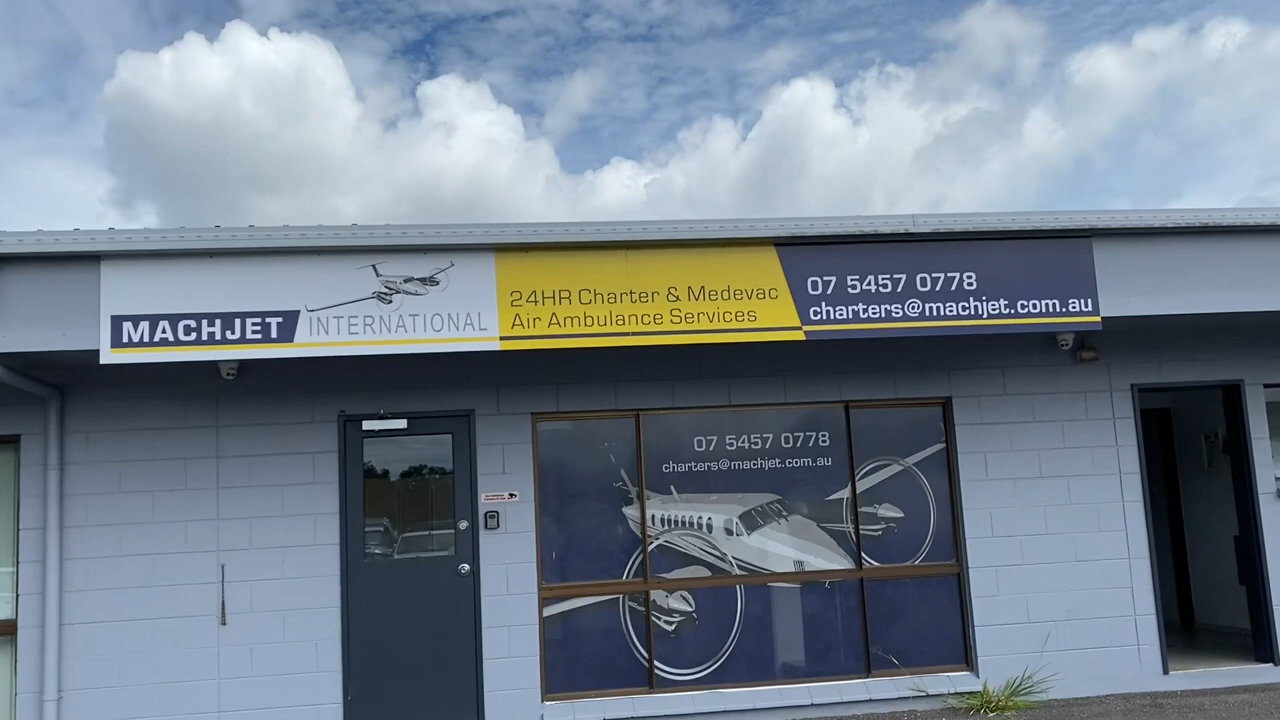 MACHJET INTERNATIONAL
24HR Charter & Medevac
Air Ambulance Services
07 5457 0778
charters@machjet.com.au
07 5457 0778
charters@machjet.com.au